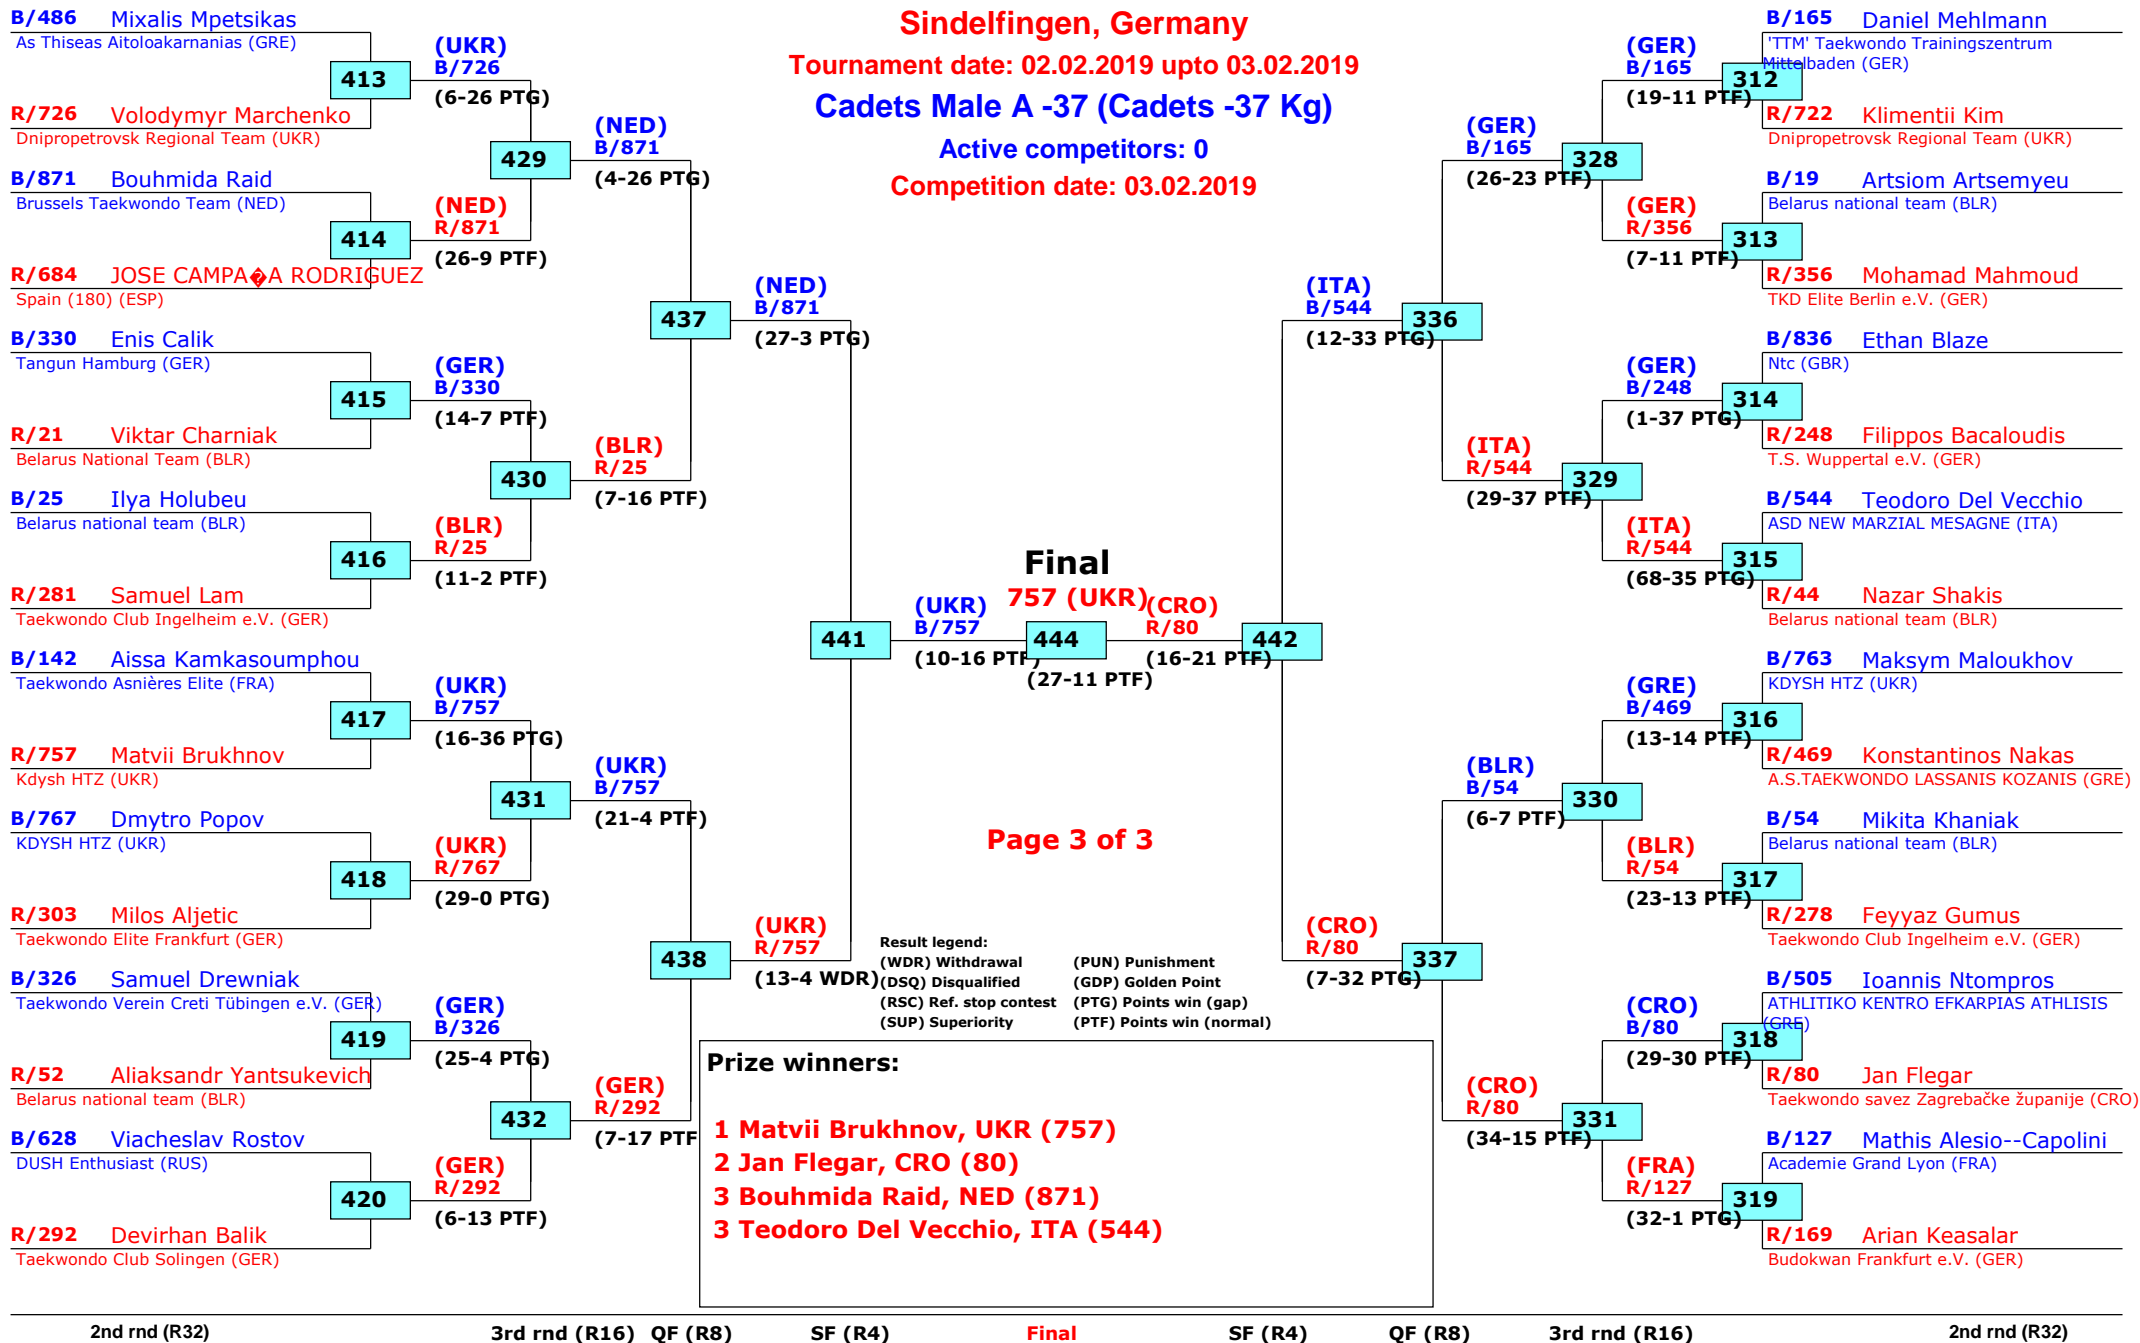 Sindelfingen, Germany
Tournament date: 02.02.2019 upto 03.02.2019
Cadets Male A -37 (Cadets -37 Kg)
Active competitors: 0
Competition date: 03.02.2019
B/486 Mixalis Mpetsikas
As Thiseas Aitoloakarnanias (GRE)
413
R/726 Volodymyr Marchenko
Dnipropetrovsk Regional Team (UKR)
B/871 Bouhmida Raid
Brussels Taekwondo Team (NED)
414
R/684 JOSE CAMPA�A RODRIGUEZ
Spain (180) (ESP)
B/330 Enis Calik
Tangun Hamburg (GER)
415
R/21 Viktar Charniak
Belarus National Team (BLR)
B/25 Ilya Holubeu
Belarus national team (BLR)
416
R/281 Samuel Lam
Taekwondo Club Ingelheim e.V. (GER)
B/142 Aissa Kamkasoumphou
Taekwondo Asnières Elite (FRA)
417
R/757 Matvii Brukhnov
Kdysh HTZ (UKR)
B/767 Dmytro Popov
KDYSH HTZ (UKR)
418
R/303 Milos Aljetic
Taekwondo Elite Frankfurt (GER)
B/326 Samuel Drewniak
Taekwondo Verein Creti Tübingen e.V. (GER)
419
R/52 Aliaksandr Yantsukevich
Belarus national team (BLR)
B/628 Viacheslav Rostov
DUSH Enthusiast (RUS)
420
R/292 Devirhan Balik
Taekwondo Club Solingen (GER)
(UKR)
B/726
(6-26 PTG)
429
(NED)
R/871
(26-9 PTF)
(GER)
B/330
(14-7 PTF)
430
(BLR)
R/25
(11-2 PTF)
(UKR)
B/757
(16-36 PTG)
431
(UKR)
R/767
(29-0 PTG)
(GER)
B/326
(25-4 PTG)
432
(GER)
R/292
(6-13 PTF)
(NED)
B/871
(4-26 PTG)
437
(BLR)
R/25
(7-16 PTF)
(UKR)
B/757
(21-4 PTF)
438
(GER)
R/292
(7-17 PTF
(NED)
B/871
(27-3 PTG)
441
(UKR)
R/757
(13-4 WDR)
(UKR)
B/757
(10-16 PTF)
Final
757 (UKR)
444
(27-11 PTF)
(CRO)
R/80
(16-21 PTF)
442
(ITA)
B/544
(12-33 PTG)
336
(CRO)
R/80
(7-32 PTG)
337
(GER)
B/165
(26-23 PTF)
328
(ITA)
R/544
(29-37 PTF)
329
(BLR)
B/54
(6-7 PTF)
330
(CRO)
R/80
(34-15 PTF)
331
(GER)
B/165
(19-11 PTF)
312
(GER)
R/356
(7-11 PTF)
313
(GER)
B/248
(1-37 PTG)
314
(ITA)
R/544
(68-35 PTG)
315
(GRE)
B/469
(13-14 PTF)
316
(BLR)
R/54
(23-13 PTF)
317
(CRO)
B/80
(29-30 PTF)
318
(FRA)
R/127
(32-1 PTG)
319
B/165 Daniel Mehlmann
'TTM' Taekwondo Trainingszentrum
Mittelbaden (GER)
R/722 Klimentii Kim
Dnipropetrovsk Regional Team (UKR)
B/19 Artsiom Artsemyeu
Belarus national team (BLR)
R/356 Mohamad Mahmoud
TKD Elite Berlin e.V. (GER)
B/836 Ethan Blaze
Ntc (GBR)
R/248 Filippos Bacaloudis
T.S. Wuppertal e.V. (GER)
B/544 Teodoro Del Vecchio
ASD NEW MARZIAL MESAGNE (ITA)
R/44 Nazar Shakis
Belarus national team (BLR)
B/763 Maksym Maloukhov
KDYSH HTZ (UKR)
R/469 Konstantinos Nakas
A.S.TAEKWONDO LASSANIS KOZANIS (GRE)
B/54 Mikita Khaniak
Belarus national team (BLR)
R/278 Feyyaz Gumus
Taekwondo Club Ingelheim e.V. (GER)
B/505 Ioannis Ntompros
ATHLITIKO KENTRO EFKARPIAS ATHLISIS
(GRE)
R/80 Jan Flegar
Taekwondo savez Zagrebačke županije (CRO)
B/127 Mathis Alesio--Capolini
Academie Grand Lyon (FRA)
R/169 Arian Keasalar
Budokwan Frankfurt e.V. (GER)
Page 3 of 3
Result legend:
(WDR) Withdrawal (PUN) Punishment
(DSQ) Disqualified (GDP) Golden Point
(RSC) Ref. stop contest (PTG) Points win (gap)
(SUP) Superiority (PTF) Points win (normal)
Prize winners:
1 Matvii Brukhnov, UKR (757)
2 Jan Flegar, CRO (80)
3 Bouhmida Raid, NED (871)
3 Teodoro Del Vecchio, ITA (544)
2nd rnd (R32) 3rd rnd (R16) QF (R8) SF (R4) Final SF (R4) QF (R8) 3rd rnd (R16) 2nd rnd (R32)